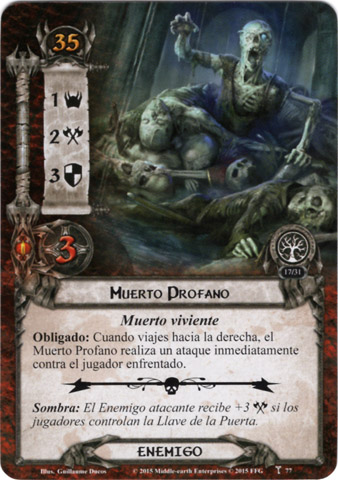 35
1
2
3
3
17/31
Muerto Profano
Muerto viviente
Obligado: Cuando viajes hacia la derecha, el
Muerto Profano realiza un ataque inmediatamente
contra el jugador enfrentado.
Sombra: El Enemigo atacante recibe +3 si los
jugadores controlan la Llave de la Puerta.
ENEMIGO
Illus. Guillaume Ducos © 2015 Middle-earth Enterprises © 2015 FFG 77